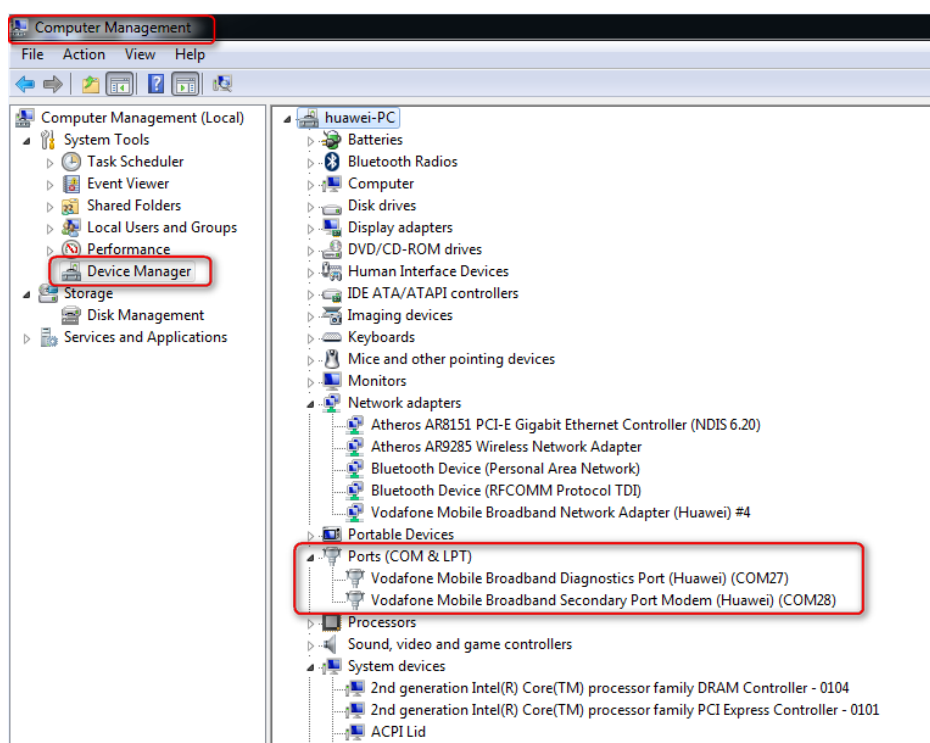 Computer Management
File Action View Help
Computer Management (Local)
System Tools
Task Scheduler
Event Viewer
Shared Folders
Local Users and Groups
Performance
Device Manager
Storage
Disk Management
Services and Applications
huawei-PC
Batteries
Bluetooth Radios
Computer
Disk drives
Display adapters
DVD/CD-ROM drives
Human Interface Devices
IDE ATA/ATAPI controllers
Imaging devices
Keyboards
Mice and other pointing devices
Monitors
Network adapters
Atheros AR8151 PCI-E Gigabit Ethernet Controller (NDIS 6.20)
Atheros AR9285 Wireless Network Adapter
Bluetooth Device (Personal Area Network)
Bluetooth Device (RFCOMM Protocol TDI)
Vodafone Mobile Broadband Network Adapter (Huawei) #4
Portable Devices
Ports (COM & LPT)
Vodafone Mobile Broadband Diagnostics Port (Huawei) (COM27)
Vodafone Mobile Broadband Secondary Port Modem (Huawei) (COM28)
Processors
Sound, video and game controllers
System devices
2nd generation Intel(R) Core(TM) processor family DRAM Controller - 0104
2nd generation Intel(R) Core(TM) processor family PCI Express Controller - 0101
ACPI Lid